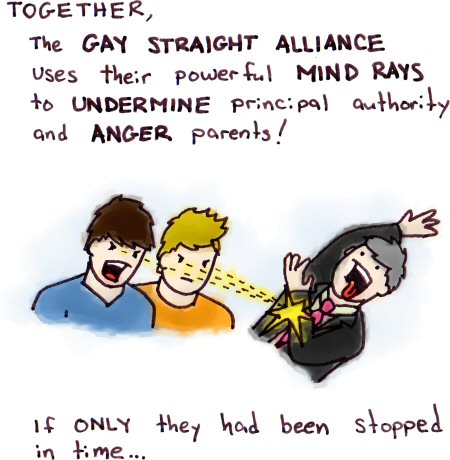 TOGETHER,
The GAY STRAIGHT ALLIANCE
uses their powerful MIND RAYS
to UNDERMINE principal authority
and ANGER parents!
If ONLY they had been stopped
in time...